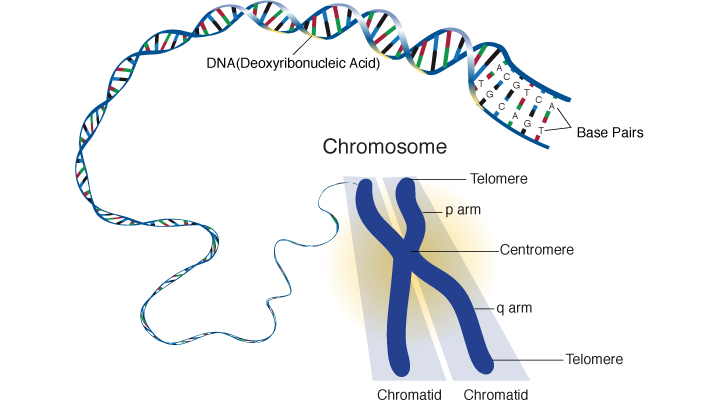 DNA(Deoxyribonucleic Acid)
A C G T C A
T G C A G T
Base Pairs
Chromosome
Telomere
p arm
Centromere
q arm
Telomere
Chromatid Chromatid